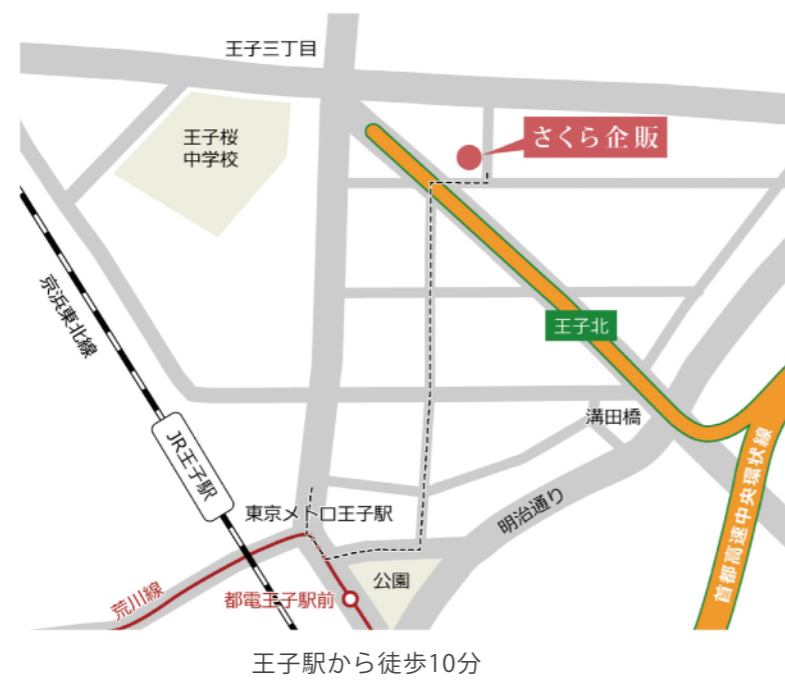 王子三丁目
王子桜
中学校
さくら企販
京浜東北線
王子北
溝田橋
JR王子駅
首都高速中央環状線
明治通り
東京メトロ王子駅
公園
荒川線
都電王子駅前
王子駅から徒歩10分